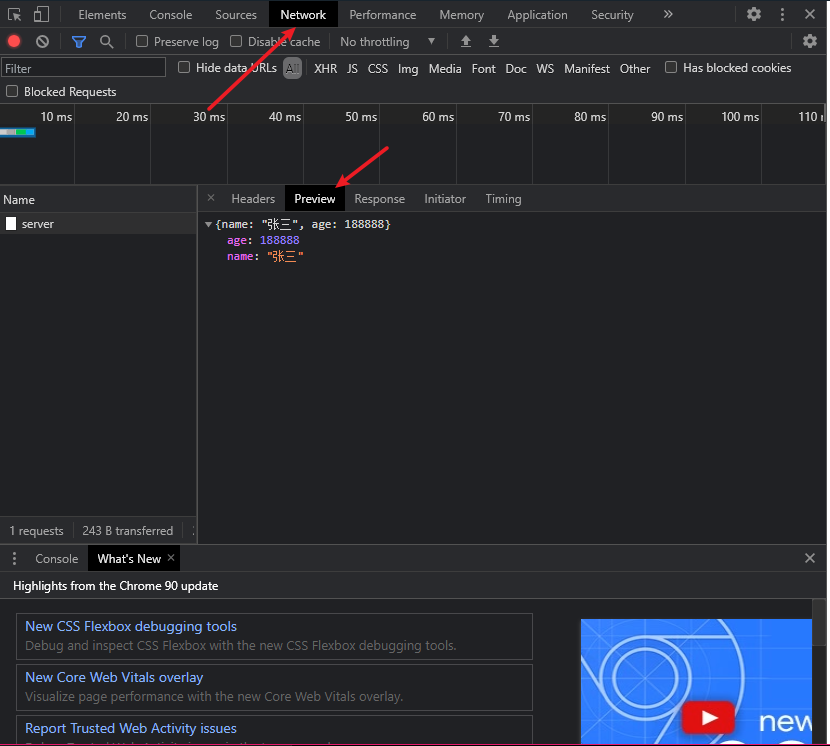 Elements Console Sources Network Performance Memory Application Security »
Preserve log Disable cache No throttling
Filter Hide data URLs All XHR JS CSS Img Media Font Doc WS Manifest Other Has blocked cookies
Blocked Requests
10 ms 20 ms 30 ms 40 ms 50 ms 60 ms 70 ms 80 ms 90 ms 100 ms 110
Name
× Headers Preview Response Initiator Timing
server
{name: "张三", age: 188888}
age: 188888
name: "张三"
1 requests 243 B transferred
Console What's New ×
Highlights from the Chrome 90 update
New CSS Flexbox debugging tools
Debug and inspect CSS Flexbox with the new CSS Flexbox debugging tools.
New Core Web Vitals overlay
Visualize page performance with the new Core Web Vitals overlay.
Report Trusted Web Activity issues
new